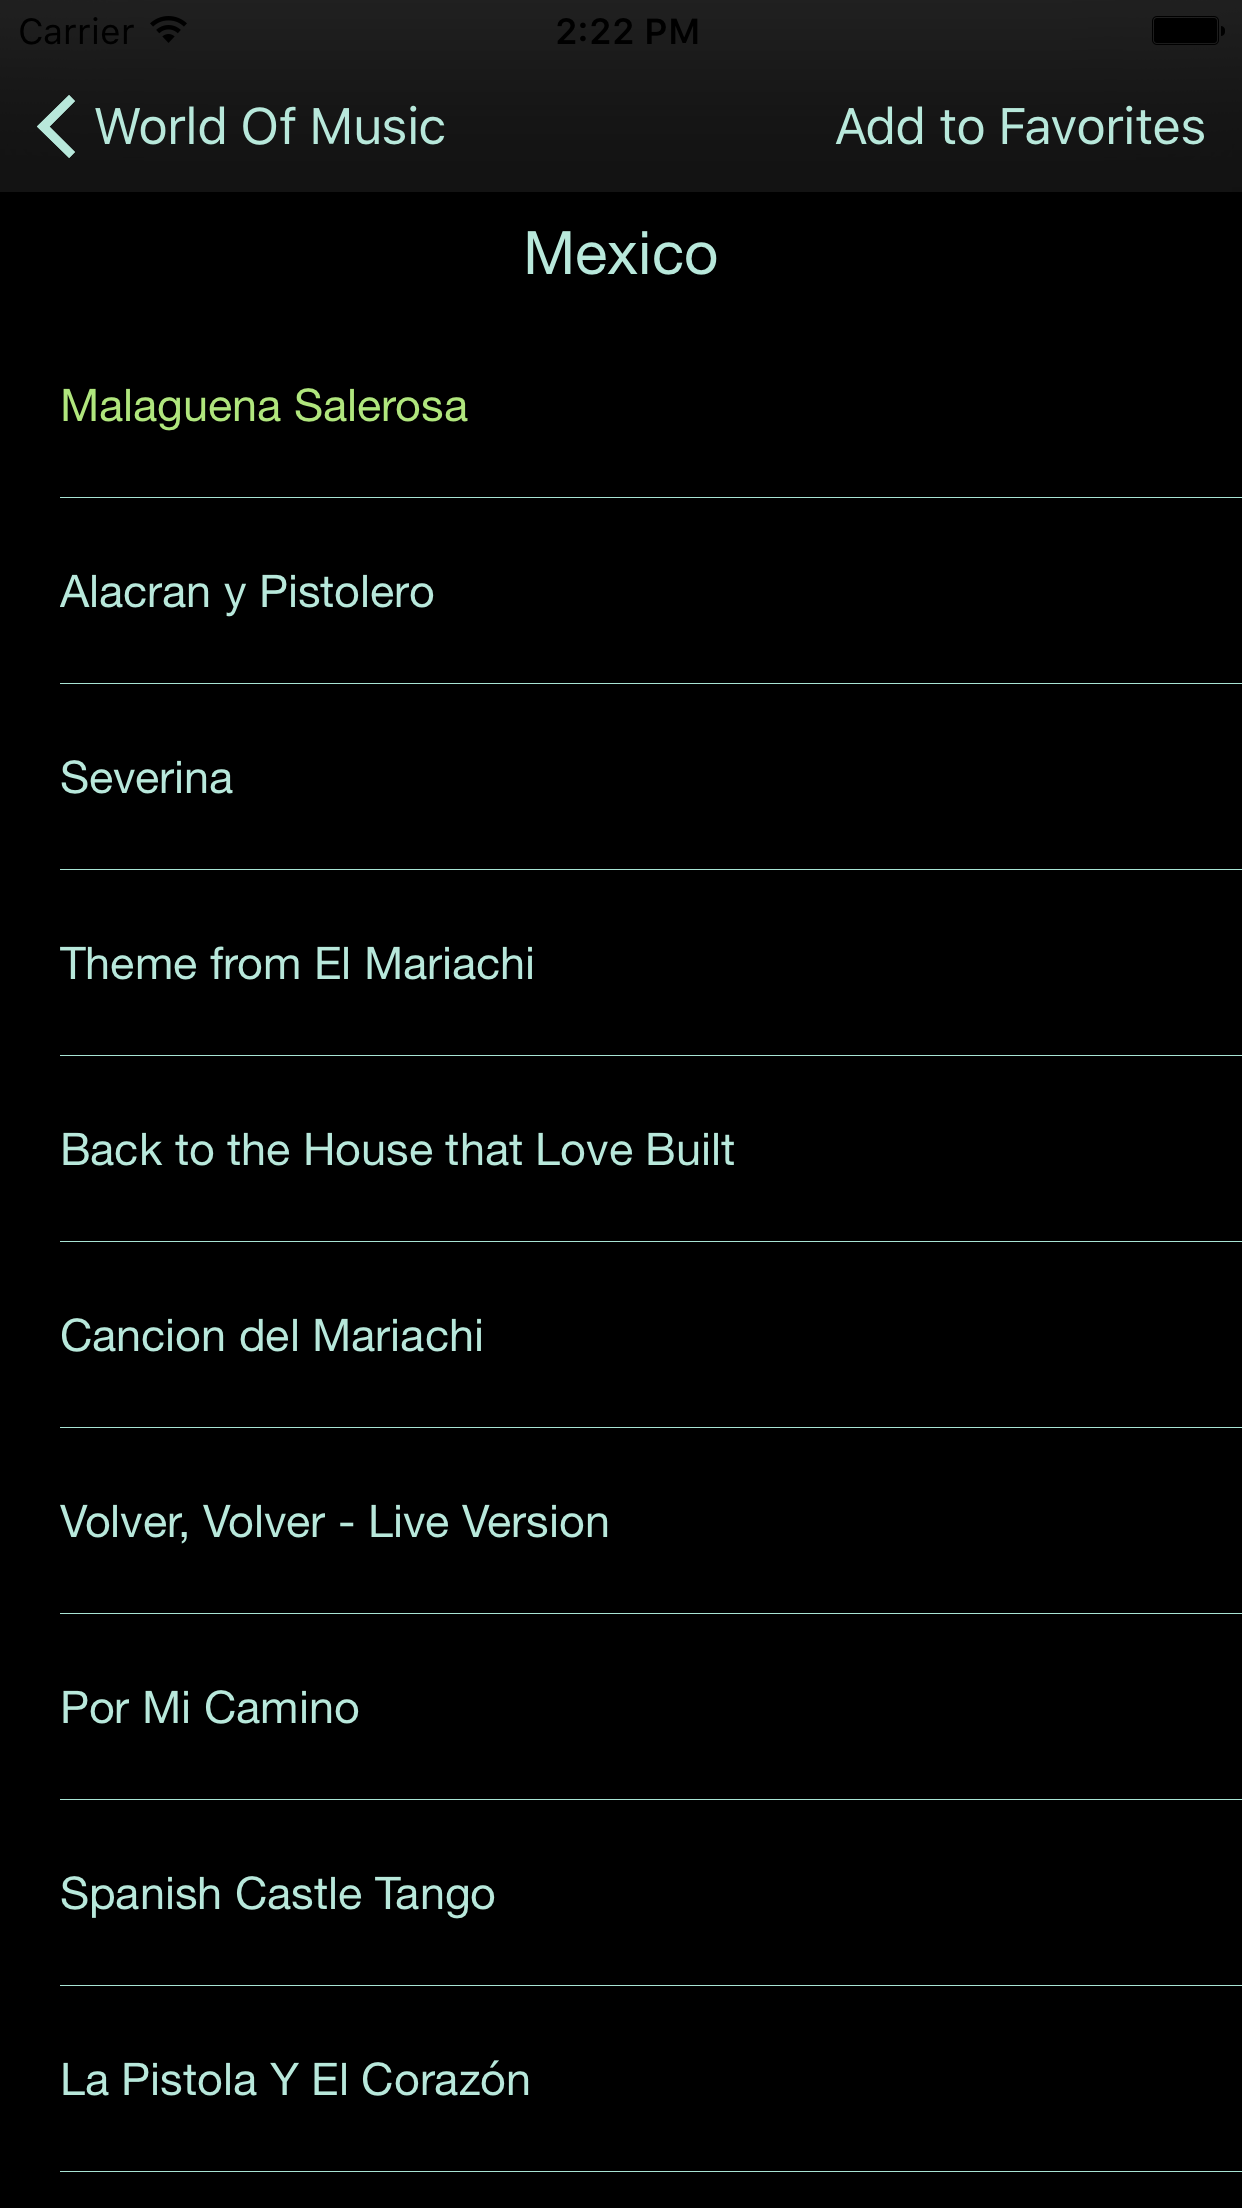 Carrier 2:22 PM
World Of Music Add to Favorites
Mexico
Malaguena Salerosa
Alacran y Pistolero
Severina
Theme from El Mariachi
Back to the House that Love Built
Cancion del Mariachi
Volver, Volver - Live Version
Por Mi Camino
Spanish Castle Tango
La Pistola Y El Corazón